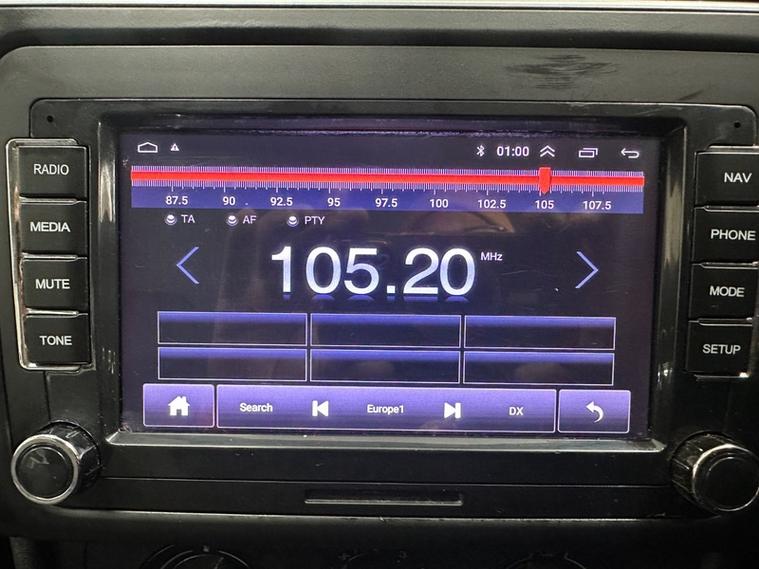 01:00
RADIO
MEDIA
MUTE
TONE
87.5 90 92.5 95 97.5 100 102.5 105 107.5
TA AF PTY
105.20 MHz
Search Europe1 DX
NAV
PHONE
MODE
SETUP